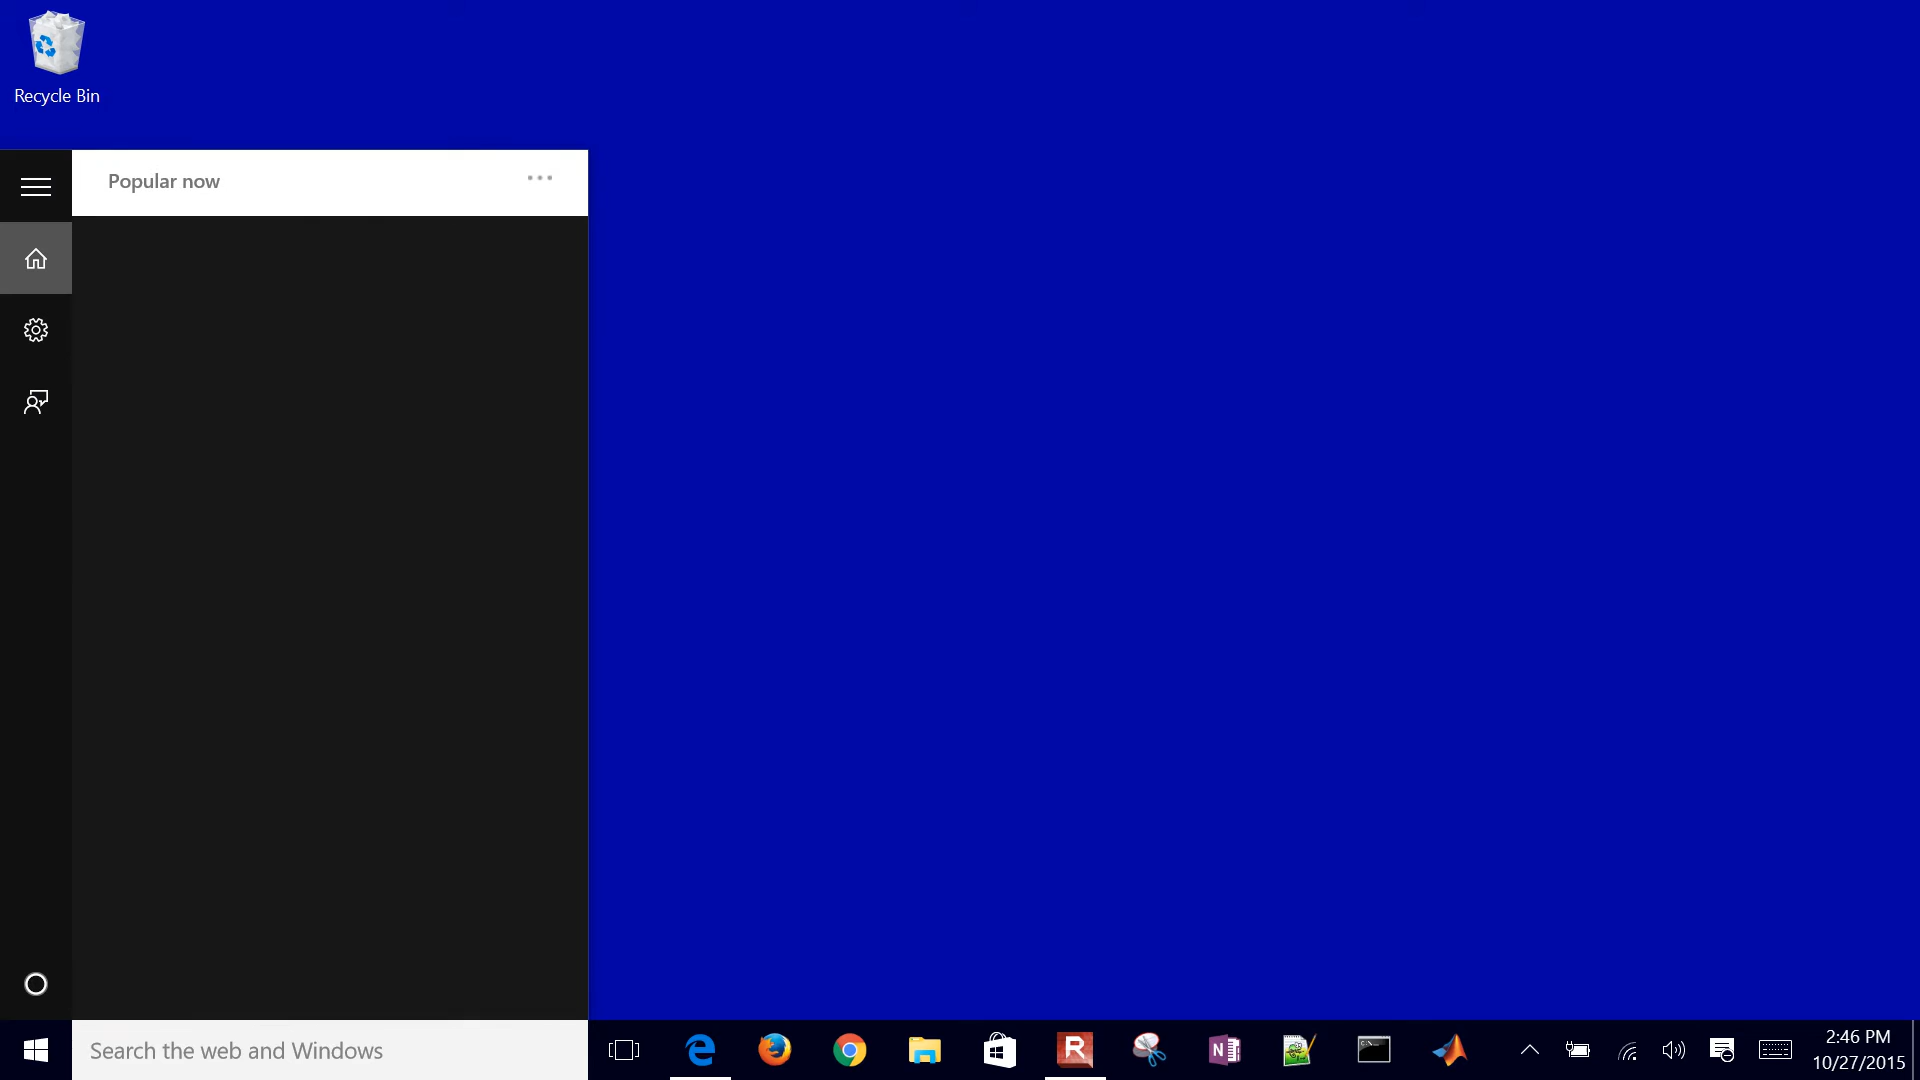 Recycle Bin
Popular now
Search the web and Windows
2:46 PM
10/27/2015